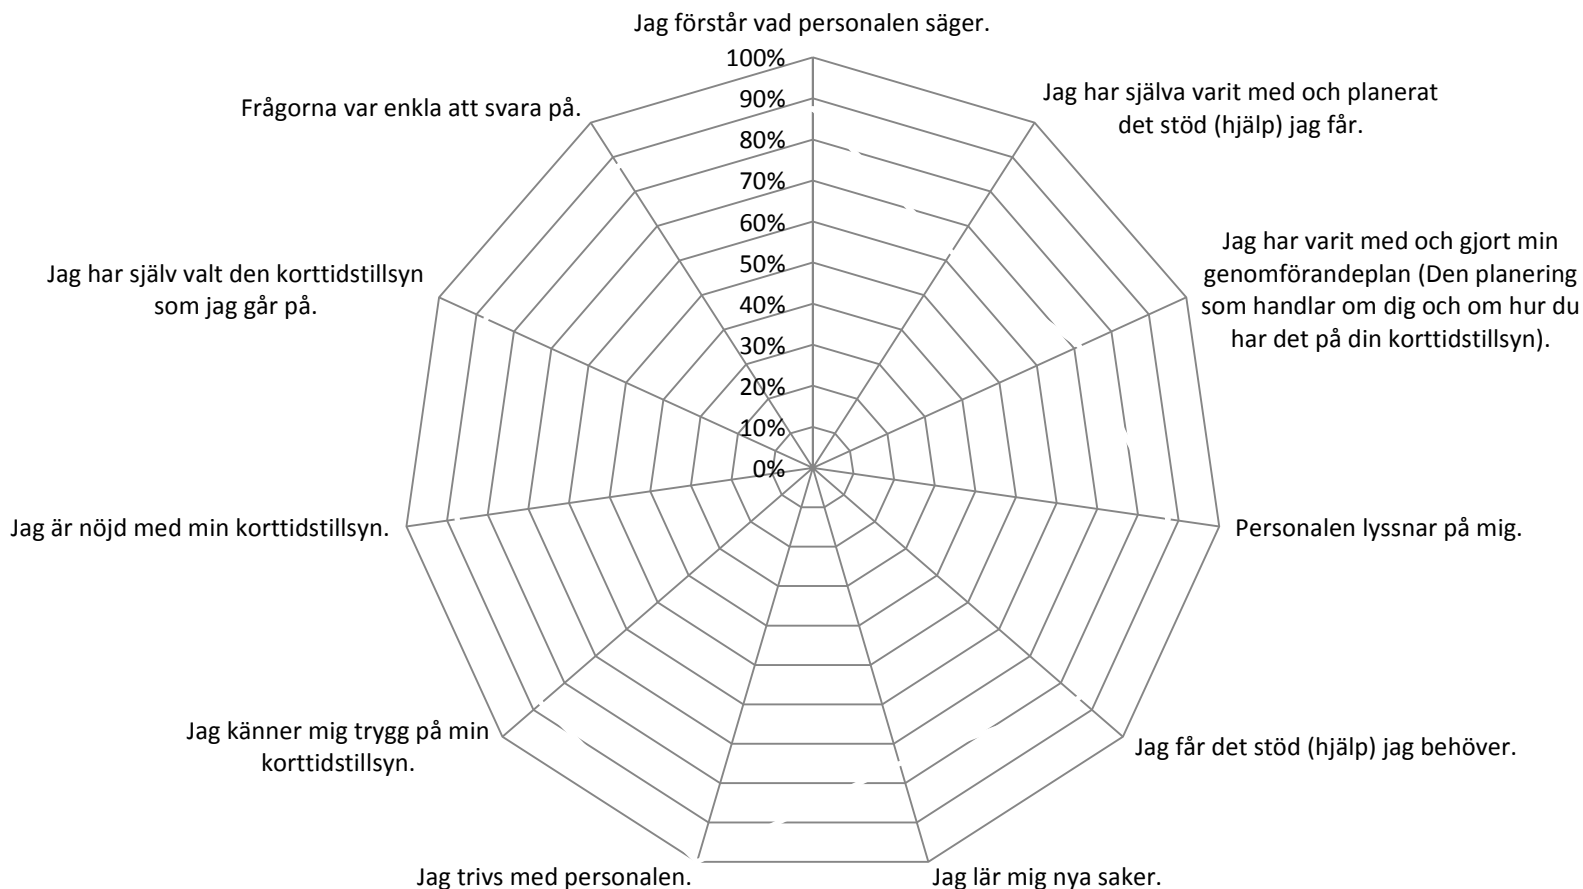 Jag förstår vad personalen säger.
100%
90%
80%
70%
60%
50%
40%
30%
20%
10%
0%
Jag har själva varit med och planerat
det stöd (hjälp) jag får.
Jag har varit med och gjort min
genomförandeplan (Den planering
som handlar om dig och om hur du
har det på din korttidstillsyn).
Personalen lyssnar på mig.
Jag får det stöd (hjälp) jag behöver.
Jag lär mig nya saker.
Jag trivs med personalen.
Jag känner mig trygg på min
korttidstillsyn.
Jag är nöjd med min korttidstillsyn.
Jag har själv valt den korttidstillsyn
som jag går på.
Frågorna var enkla att svara på.